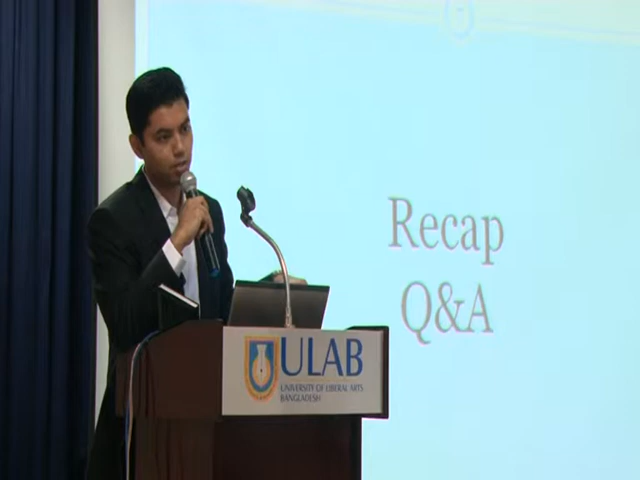 Recap
Q&A
ULAB
UNIVERSITY OF LIBERAL ARTS
BANGLADESH